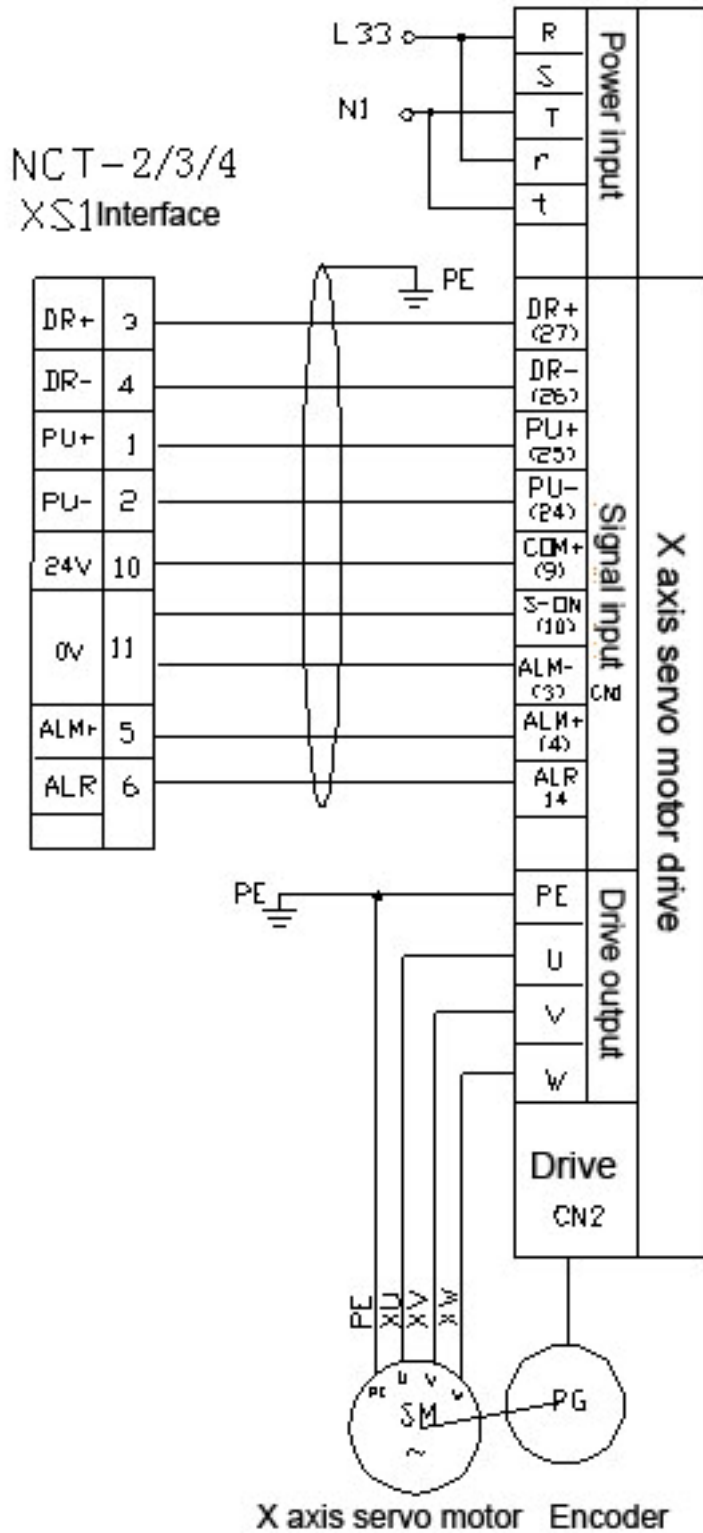 L33
R
S
N1
T
r
t
Power input
NCT-2/3/4
XS1 Interface
PE
DR+ 3
DR- 4
PU+ 1
PU- 2
24V 10
0V 11
ALM+ 5
ALR 6
DR+
(27)
DR-
(26)
PU+
(25)
PU-
(24)
COM+
(9)
S-ON
(10)
ALM-
(3)
ALM+
(4)
ALR
14
Signal input
CN1
X axis servo motor drive
PE
PE
U
V
W
Drive output
Drive
CN2
PE
XU
XV
XW
PE
U
V
W
SM
~
PG
X axis servo motor
Encoder